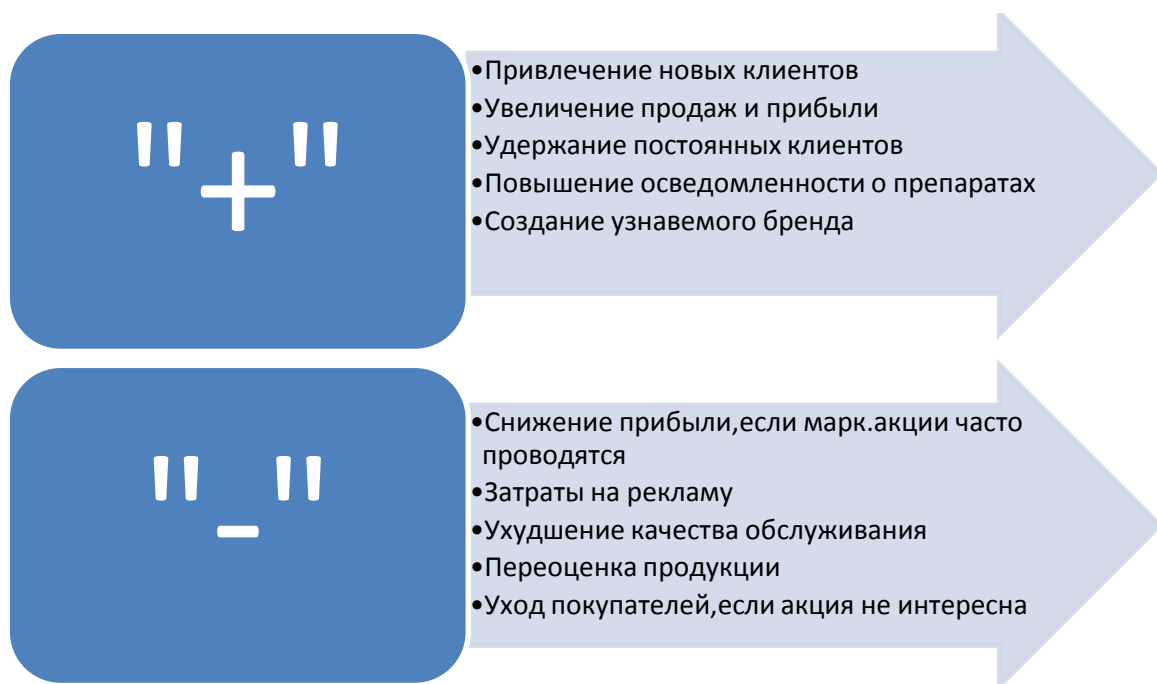 "+"
•Привлечение новых клиентов
•Увеличение продаж и прибыли
•Удержание постоянных клиентов
•Повышение осведомленности о препаратах
•Создание узнавемого бренда
"-"
•Снижение прибыли,если марк.акции часто
проводятся
•Затраты на рекламу
•Ухудшение качества обслуживания
•Переоценка продукции
•Уход покупателей,если акция не интересна